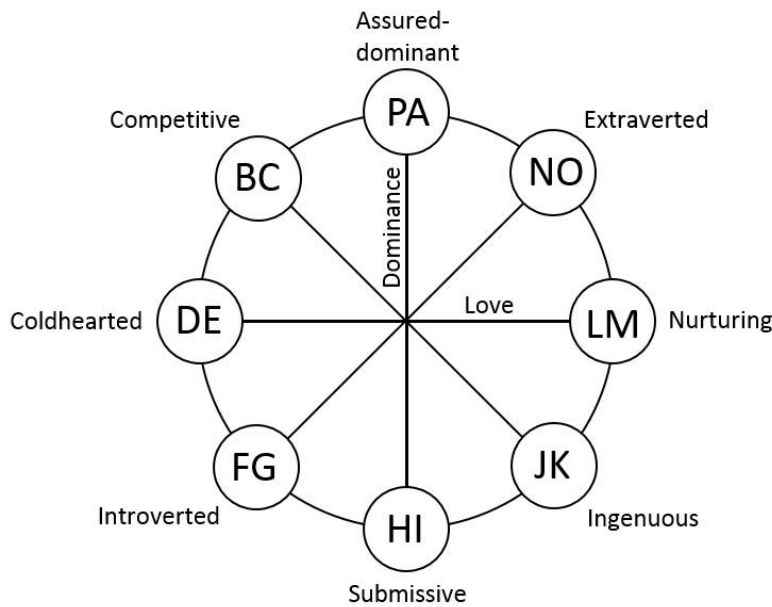 Assured-
dominant
PA
Competitive
Extraverted
BC
NO
Dominance
Love
Coldhearted
DE
LM
Nurturing
FG
JK
Introverted
HI
Ingenuous
Submissive